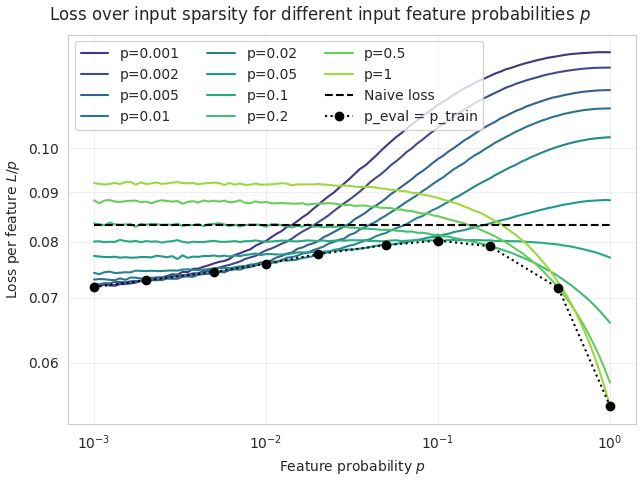 Loss over input sparsity for different input feature probabilities p
p=0.001
p=0.002
p=0.005
p=0.01
p=0.02
p=0.05
p=0.1
p=0.2
p=0.5
p=1
Naive loss
p_eval = p_train
Loss per feature L/p
0.10
0.09
0.08
0.07
0.06
10⁻³
10⁻²
10⁻¹
10⁰
Feature probability p